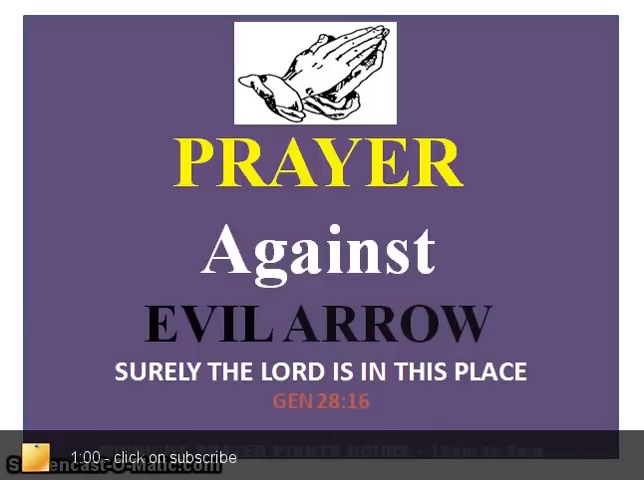 PRAYER
Against
EVIL ARROW
SURELY THE LORD IS IN THIS PLACE
GEN 28:16
1:00 - click on subscribe
Screencast-O-Matic.com